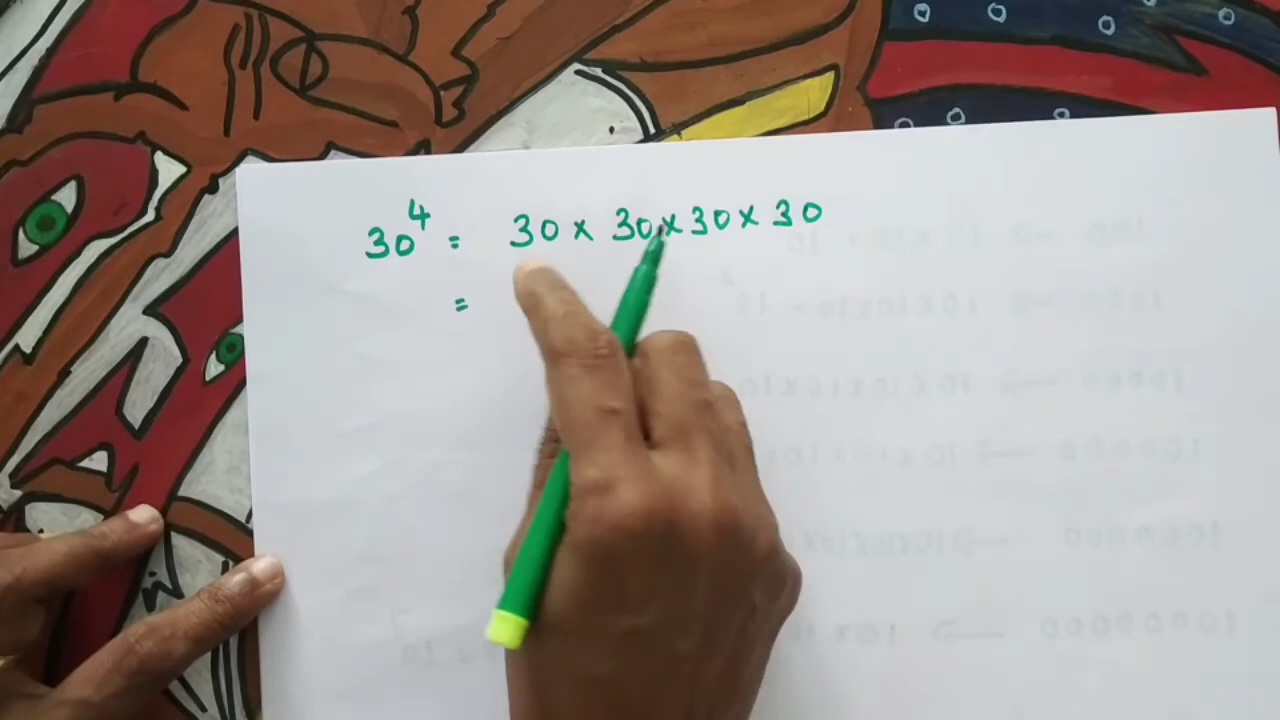 30⁴ = 30 × 30 × 30 × 30
=